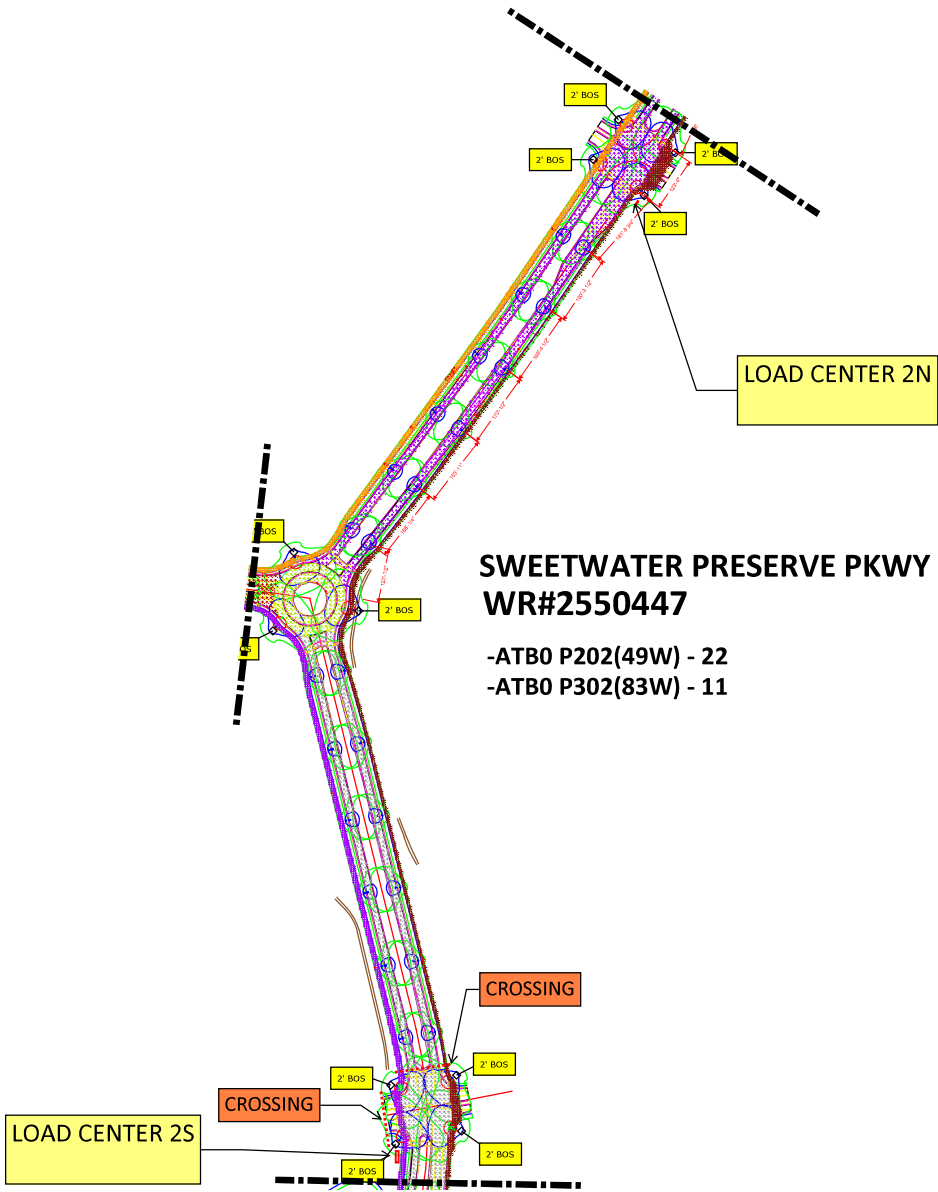 2' BOS
2' BOS
2' BOS
2' BOS
LOAD CENTER 2N
BOS
SWEETWATER PRESERVE PKWY
WR#2550447
2' BOS
-ATB0 P202(49W) - 22
-ATB0 P302(83W) - 11
CROSSING
2' BOS
2' BOS
CROSSING
LOAD CENTER 2S
2' BOS
2' BOS